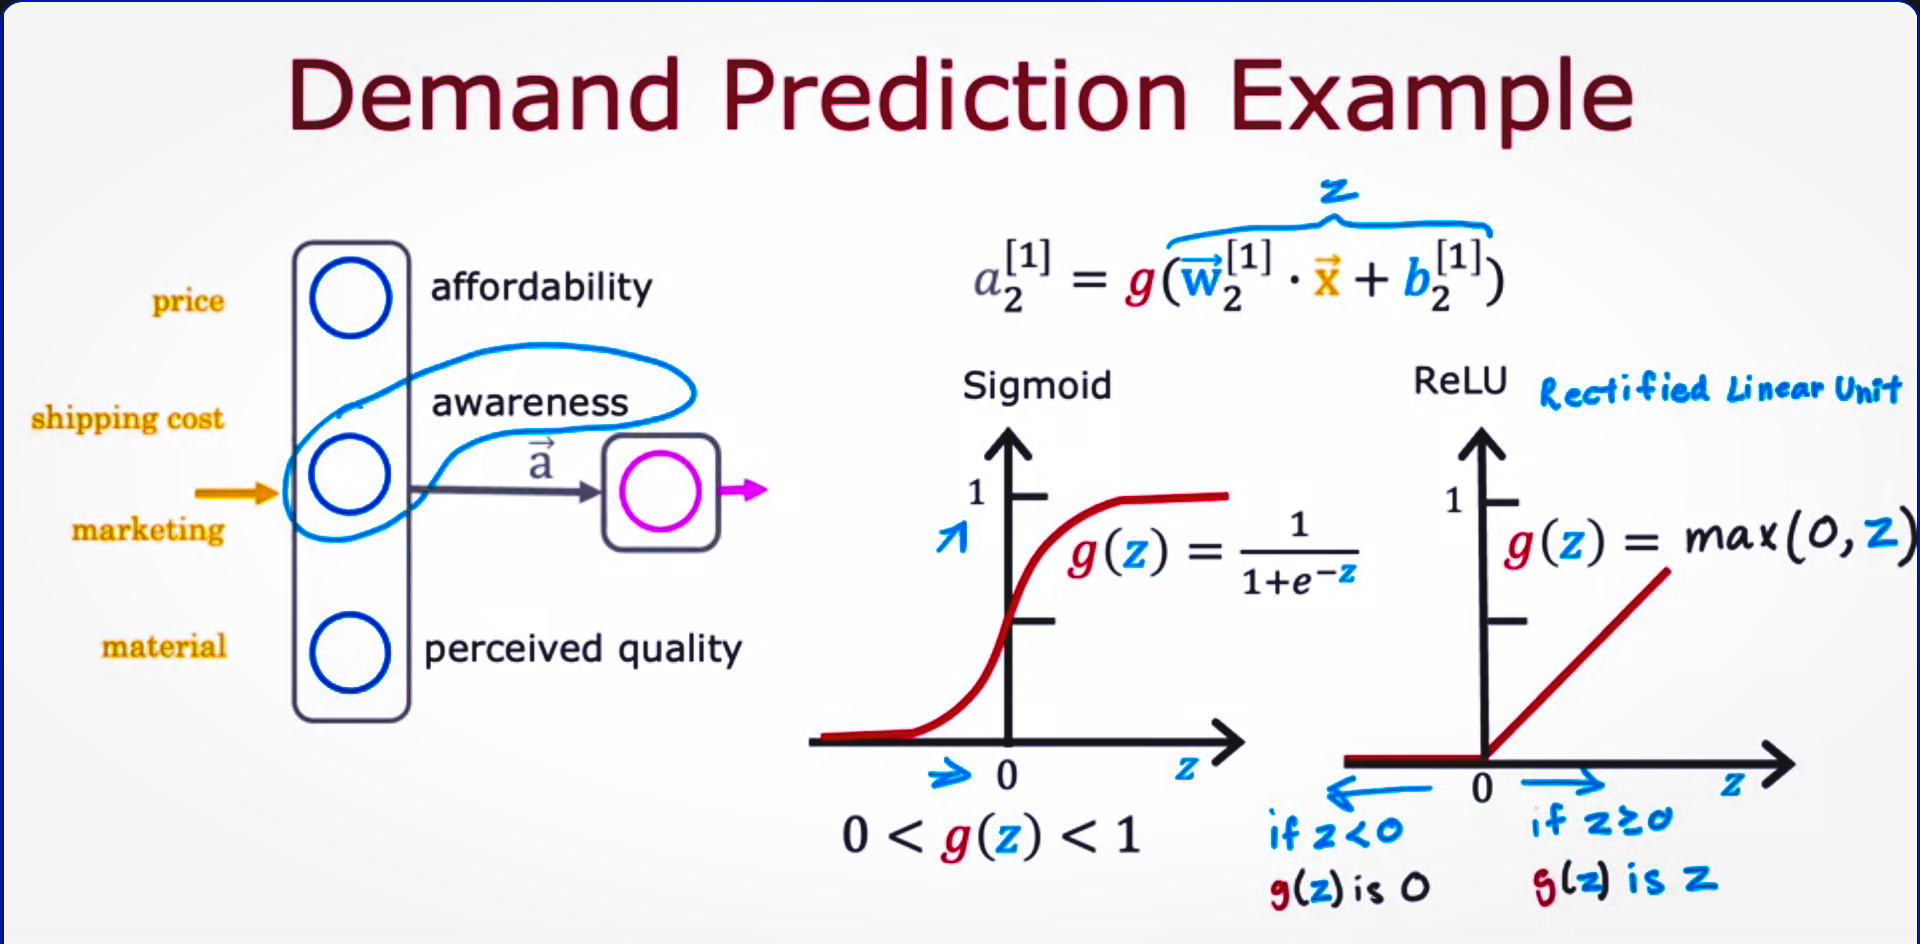 Demand Prediction Example
price
shipping cost
marketing
material
affordability
awareness
a⃗
perceived quality
z
a₂^[1] = g(w⃗₂^[1] · x⃗ + b₂^[1])
Sigmoid
1
g(z) = 1/(1+e^−z)
0
z
0 < g(z) < 1
ReLU Rectified Linear Unit
1
g(z) = max(0, z)
0
z
if z<0
g(z) is 0
if z≥0
g(z) is z